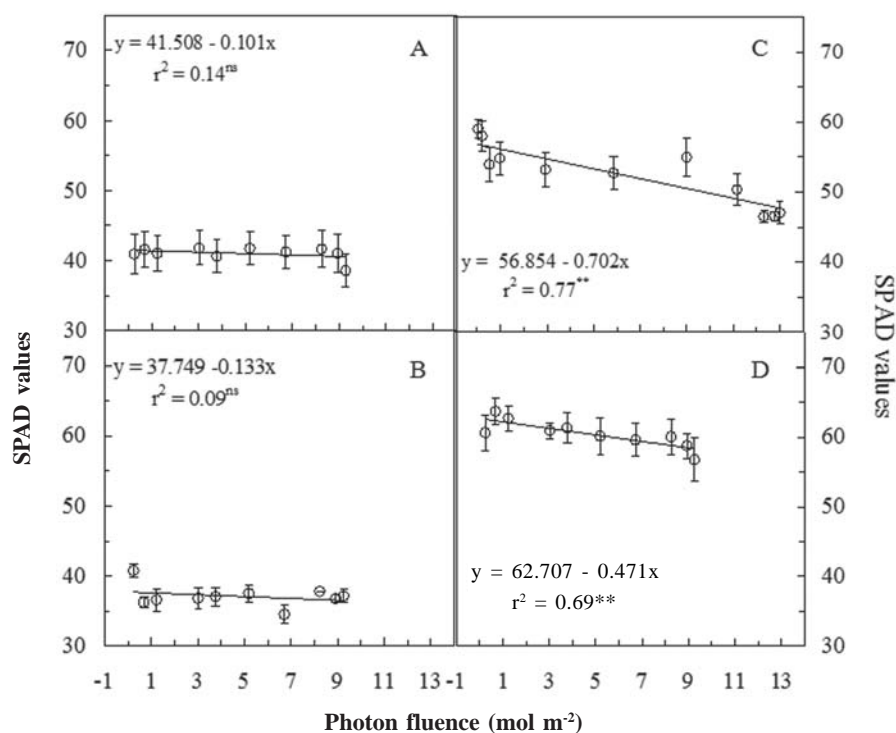 y = 41.508 - 0.101x
r² = 0.14ns
A
C
y = 56.854 - 0.702x
r² = 0.77**
70
60
50
40
30
70
60
50
40
30
y = 37.749 -0.133x
r² = 0.09ns
B
D
y = 62.707 - 0.471x
r² = 0.69**
70
60
50
40
30
70
60
50
40
30
SPAD values
SPAD values
-1 1 3 5 7 9 11 13 -1 1 3 5 7 9 11 13
Photon fluence (mol m-2)